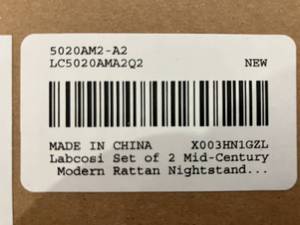 5020AM2-A2
LC5020AMA2Q2 NEW
MADE IN CHINA X003HN1GZL
Labcosi Set of 2 Mid-Century
Modern Rattan Nightstand...